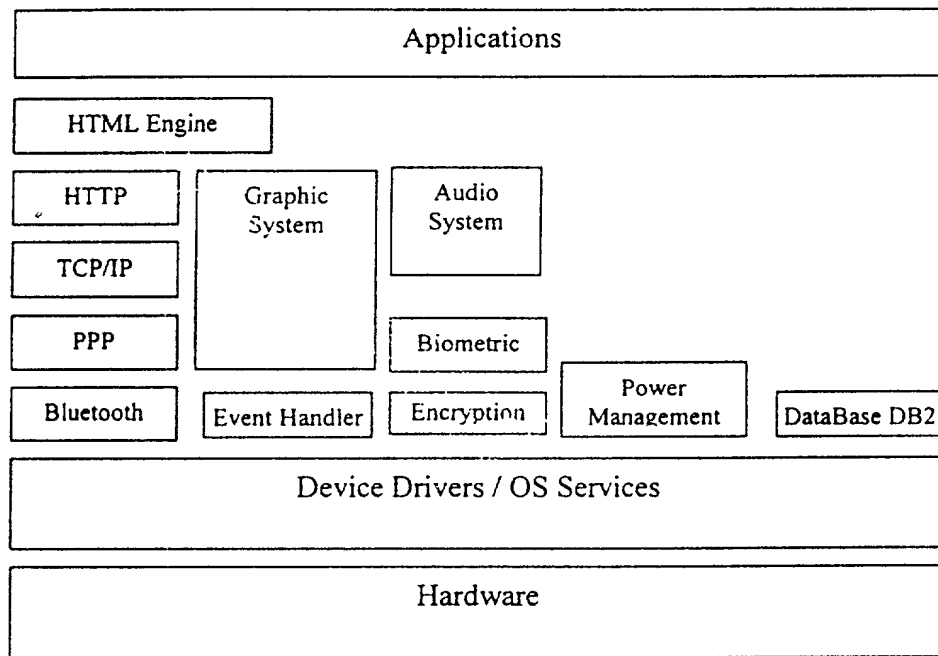 Applications
HTML Engine
HTTP
Graphic
System
Audio
System
TCP/IP
PPP
Biometric
Bluetooth
Event Handler
Encryption
Power
Management
DataBase DB2
Device Drivers / OS Services
Hardware